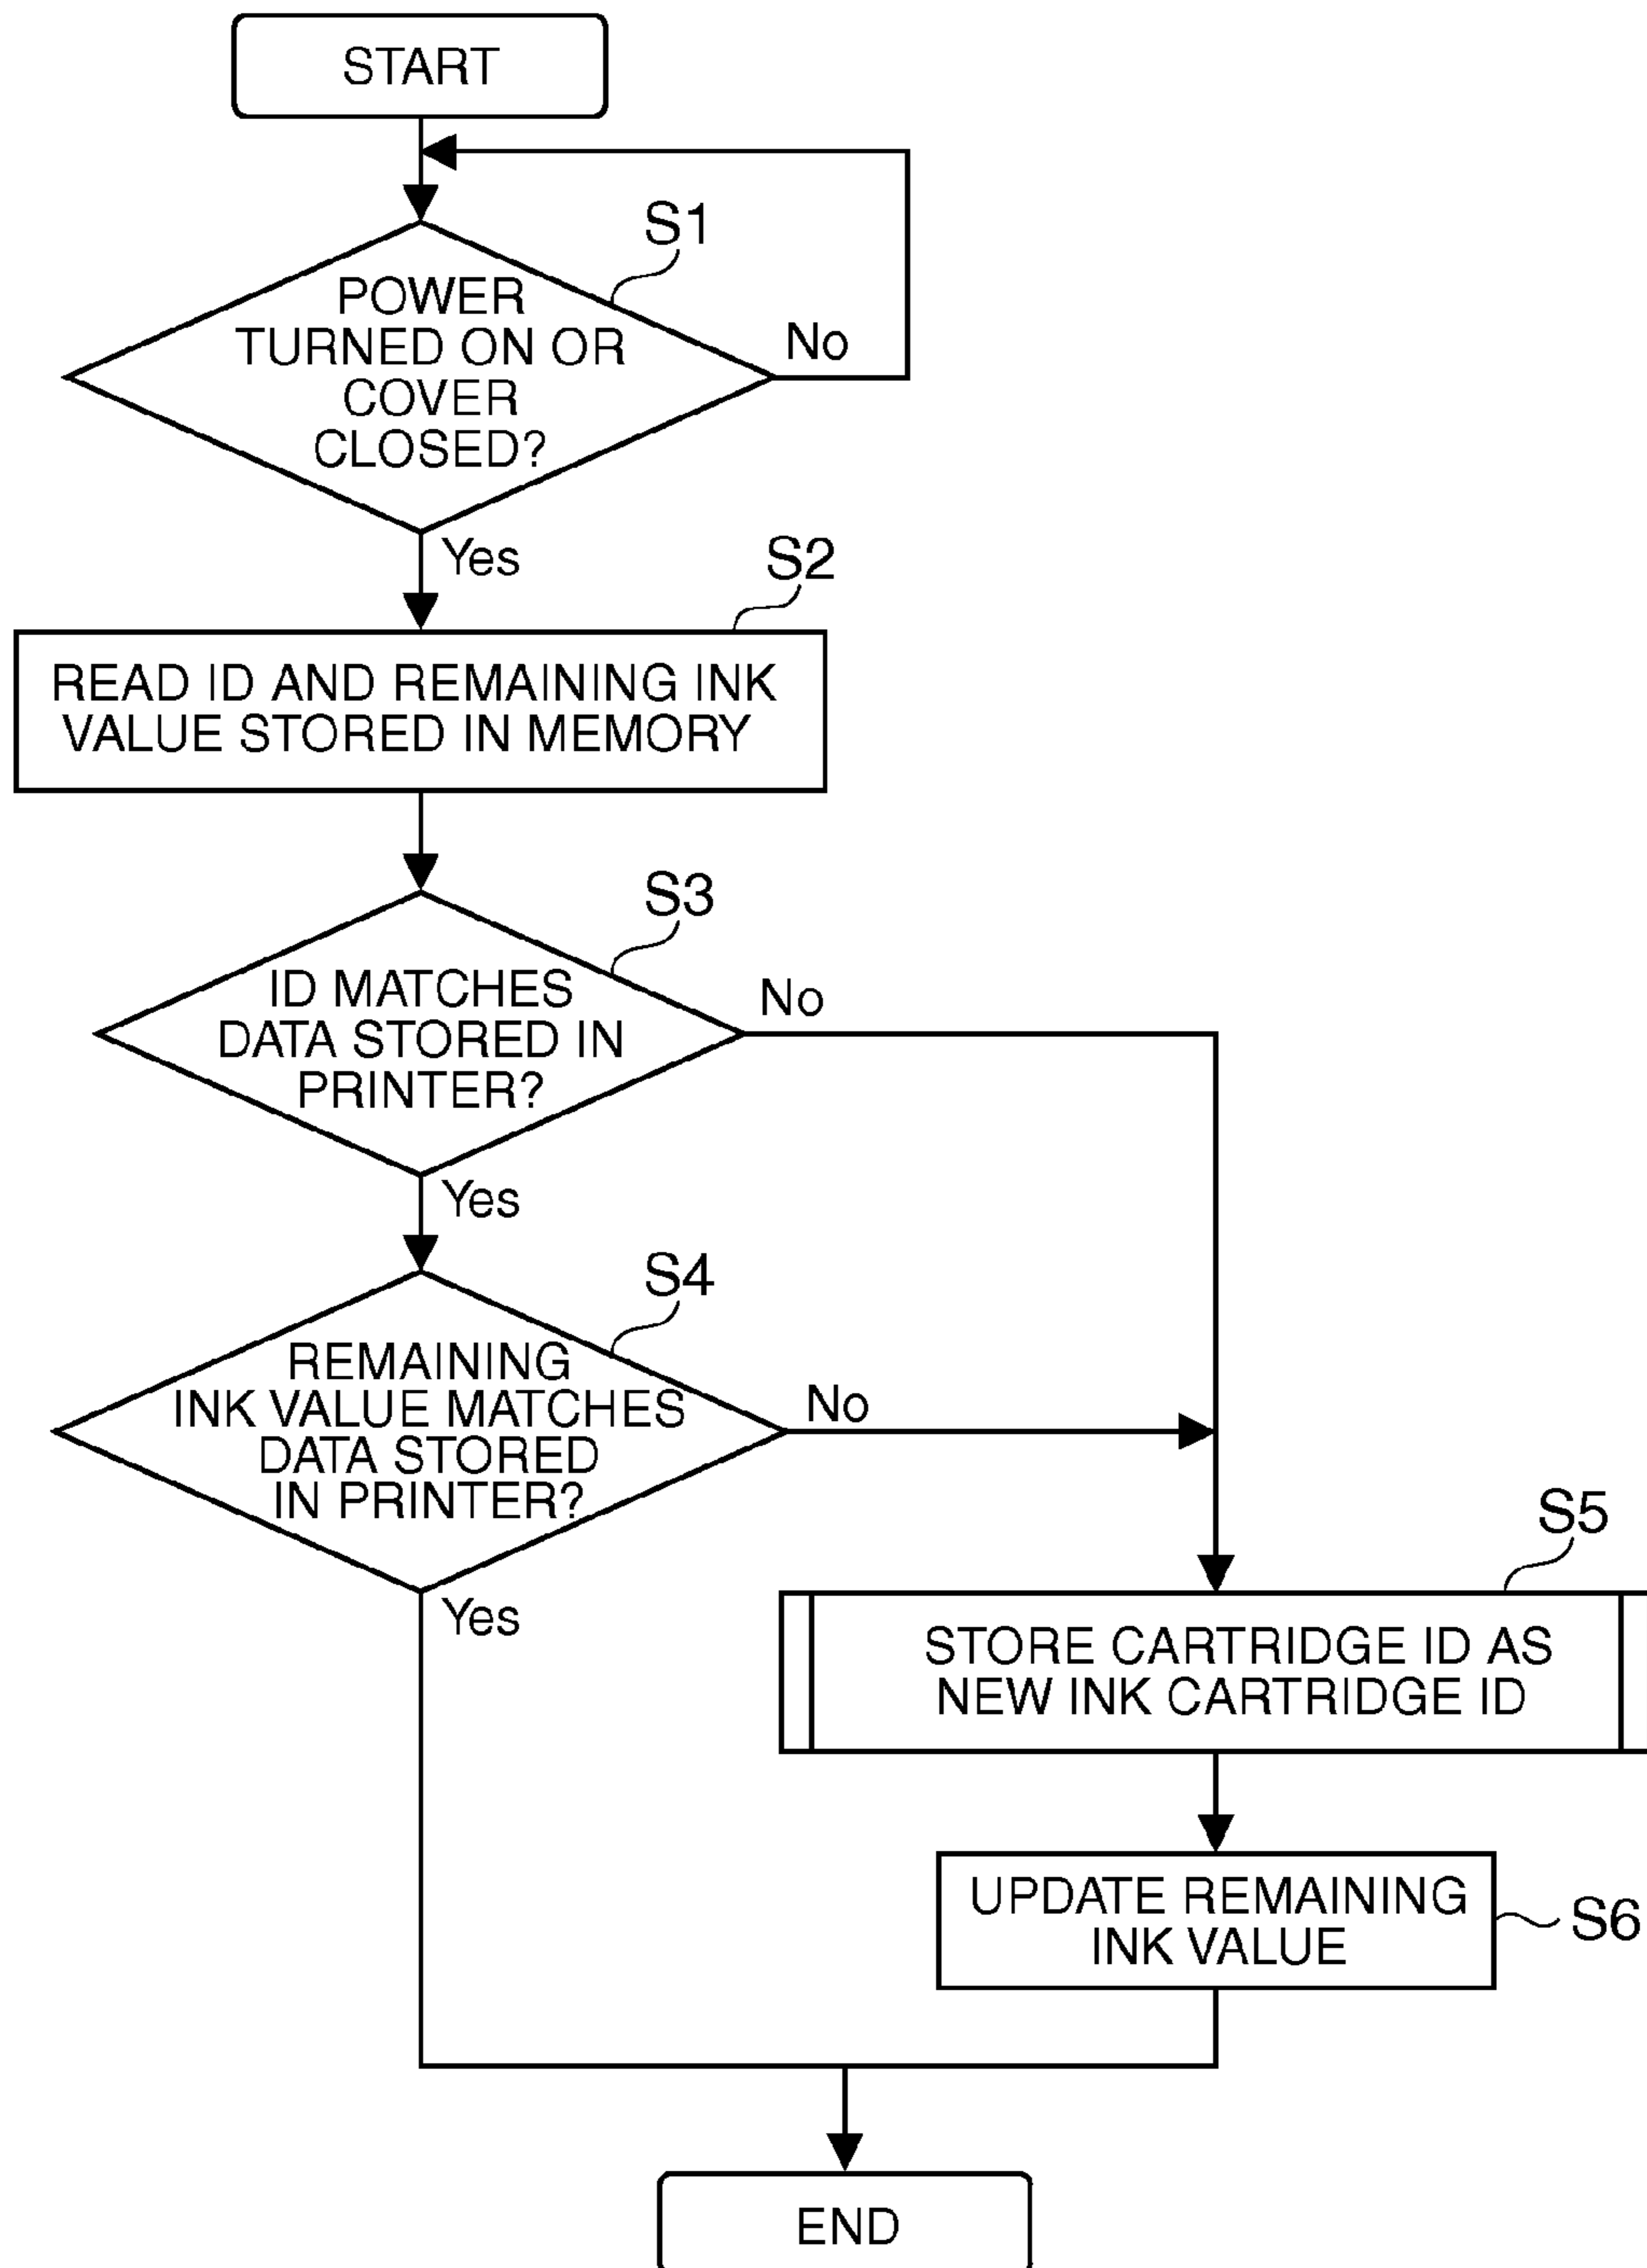 START
S1
POWER
TURNED ON OR
COVER
CLOSED?
No
Yes
S2
READ ID AND REMAINING INK
VALUE STORED IN MEMORY
S3
ID MATCHES
DATA STORED IN
PRINTER?
No
Yes
S4
REMAINING
INK VALUE MATCHES
DATA STORED
IN PRINTER?
No
Yes
S5
STORE CARTRIDGE ID AS
NEW INK CARTRIDGE ID
UPDATE REMAINING
INK VALUE
S6
END